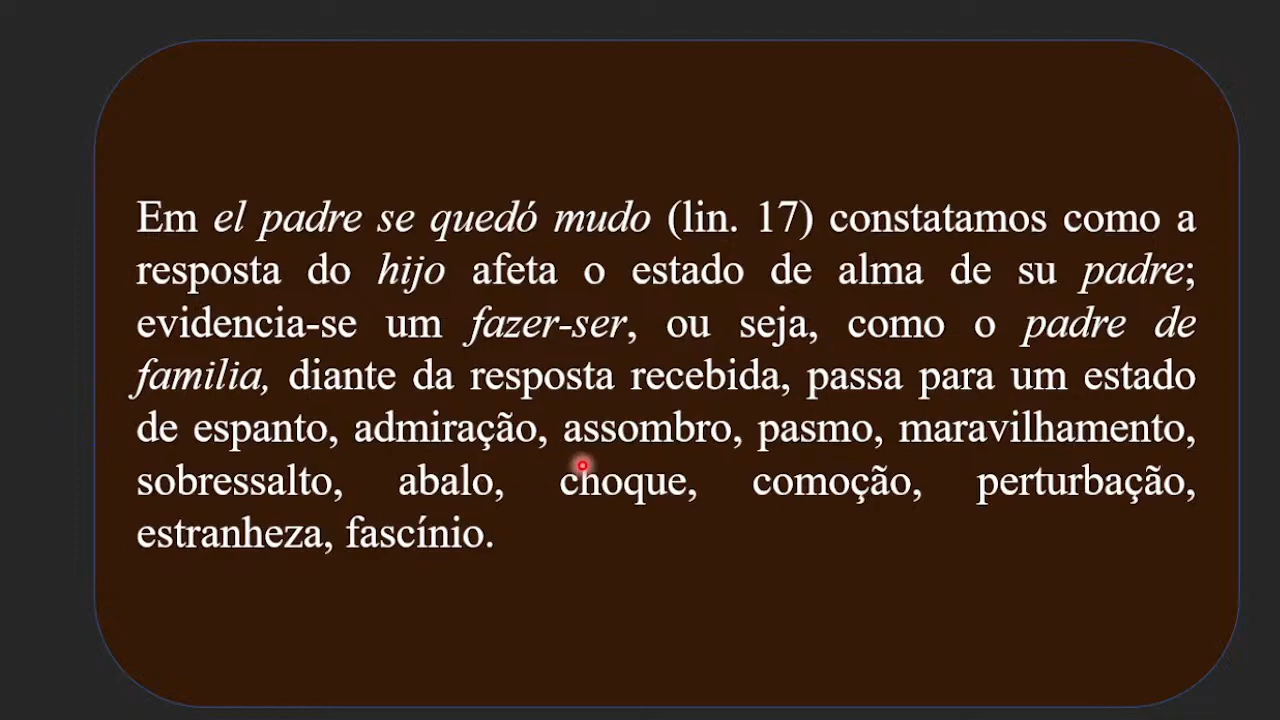 Em el padre se quedó mudo (lin. 17) constatamos como a
resposta do hijo afeta o estado de alma de su padre;
evidencia-se um fazer-ser, ou seja, como o padre de
familia, diante da resposta recebida, passa para um estado
de espanto, admiração, assombro, pasmo, maravilhamento,
sobressalto, abalo, choque, comoção, perturbação,
estranheza, fascínio.